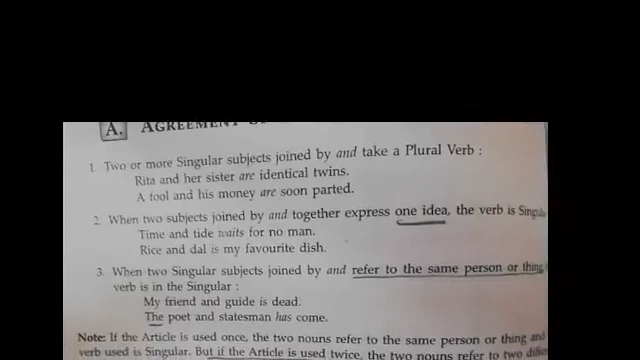 A. AGREEMENT
1. Two or more Singular subjects joined by and take a Plural Verb :
Rita and her sister are identical twins.
A fool and his money are soon parted.
2. When two subjects joined by and together express one idea, the verb is Singular
Time and tide waits for no man.
Rice and dal is my favourite dish.
3. When two Singular subjects joined by and refer to the same person or thing
verb is in the Singular :
My friend and guide is dead.
The poet and statesman has come.
Note: If the Article is used once, the two nouns refer to the same person or thing and
verb used is Singular. But if the Article is used twice, the two nouns refer to two